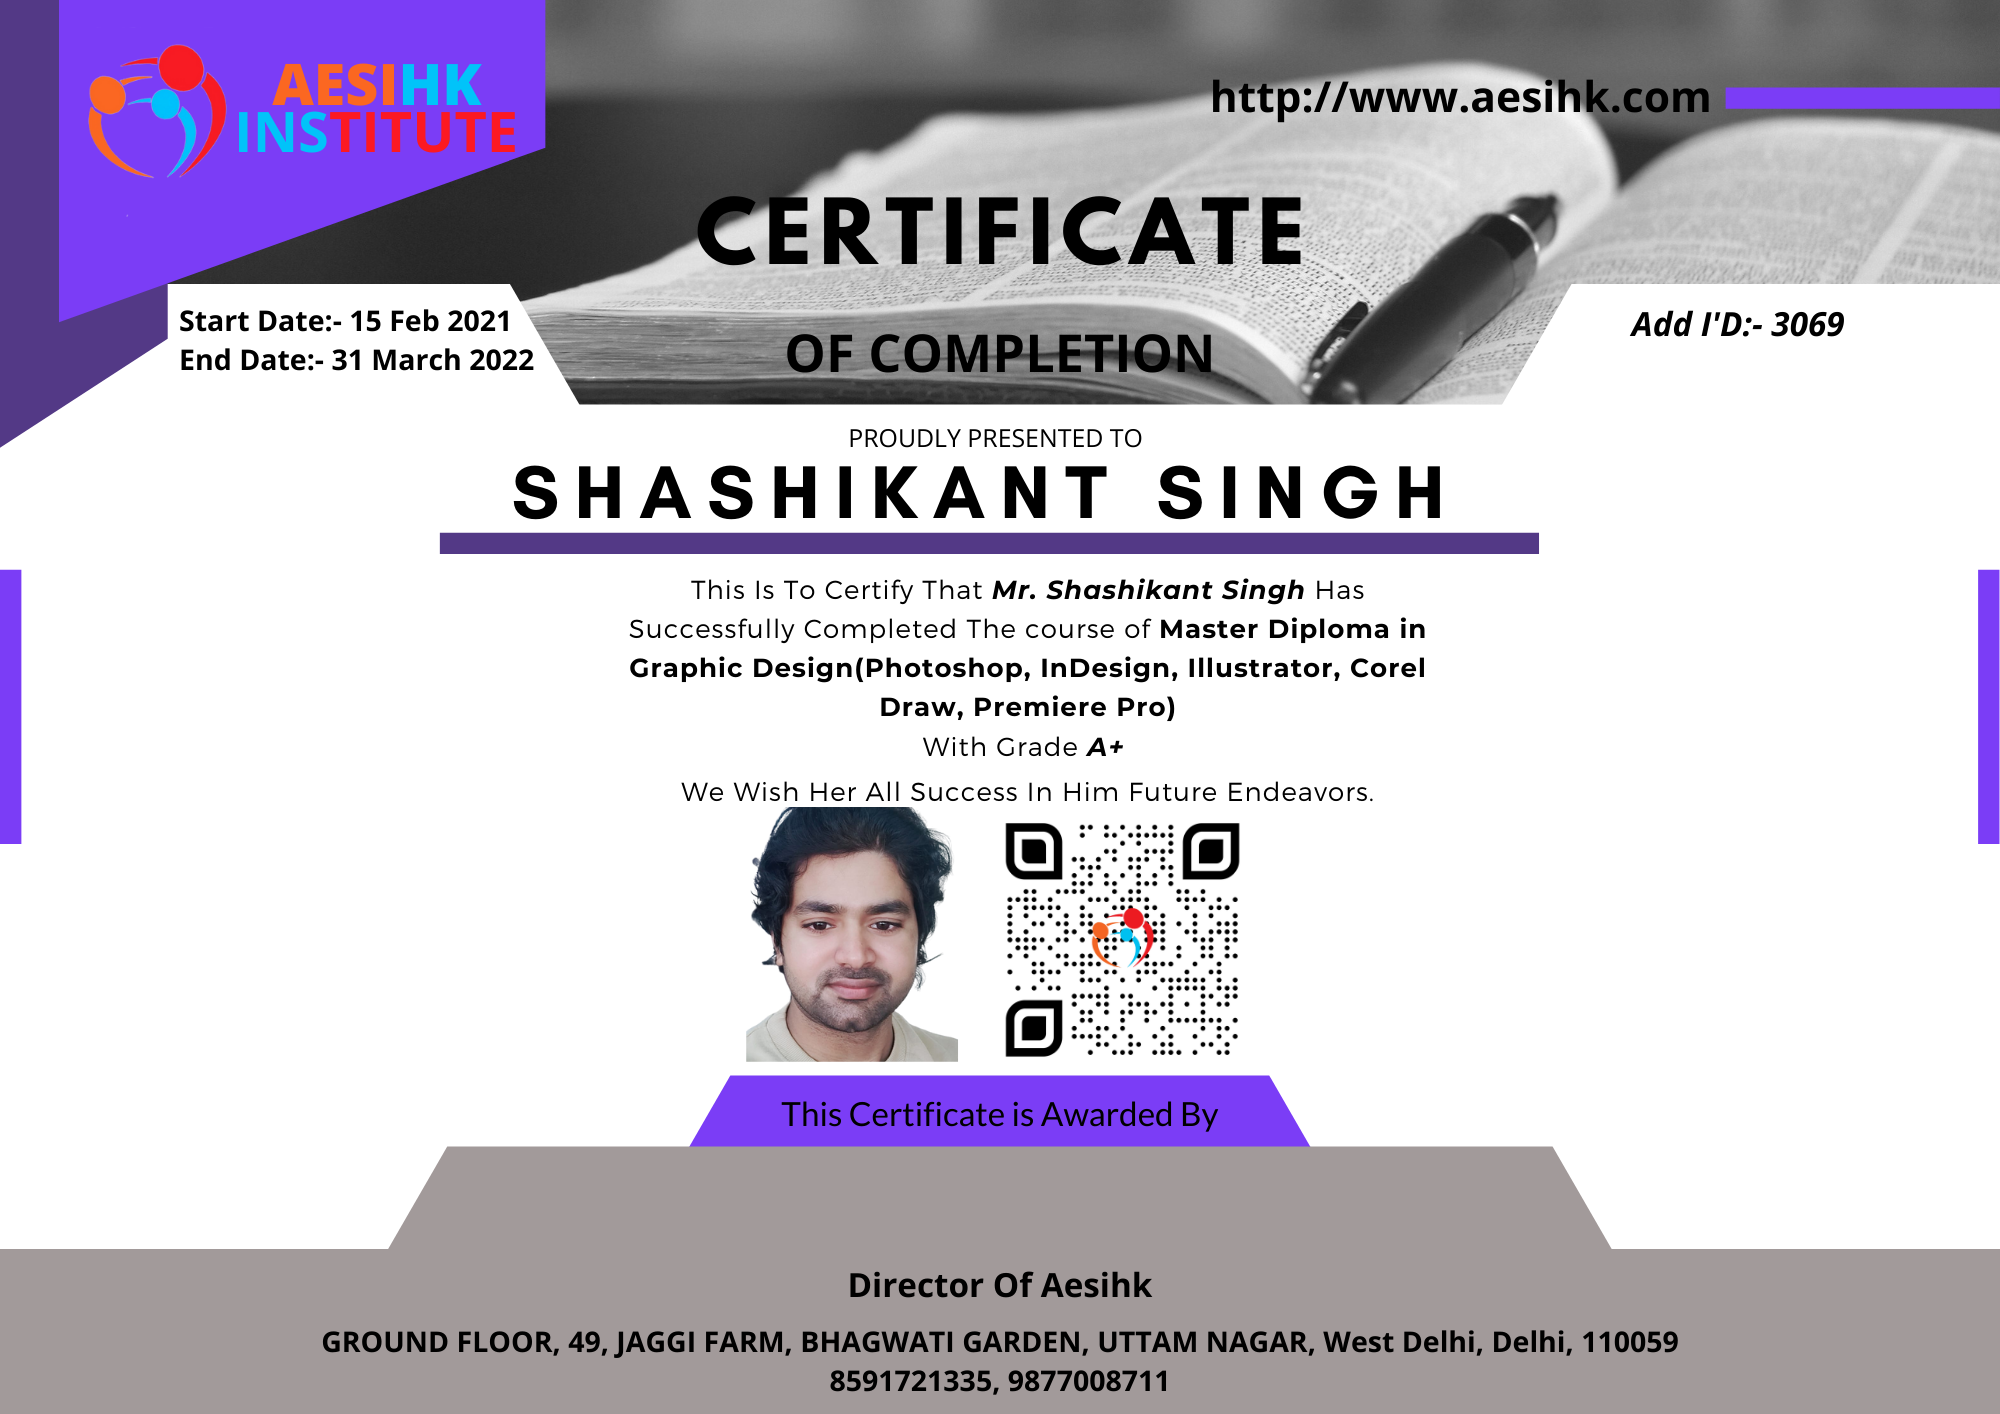 AESIHK
INSTITUTE
http://www.aesihk.com
CERTIFICATE
OF COMPLETION
Start Date:- 15 Feb 2021
End Date:- 31 March 2022
Add I'D:- 3069
PROUDLY PRESENTED TO
SHASHIKANT SINGH
This Is To Certify That Mr. Shashikant Singh Has
Successfully Completed The course of Master Diploma in
Graphic Design(Photoshop, InDesign, Illustrator, Corel
Draw, Premiere Pro)
With Grade A+
We Wish Her All Success In Him Future Endeavors.
This Certificate is Awarded By
Director Of Aesihk
GROUND FLOOR, 49, JAGGI FARM, BHAGWATI GARDEN, UTTAM NAGAR, West Delhi, Delhi, 110059
8591721335, 9877008711